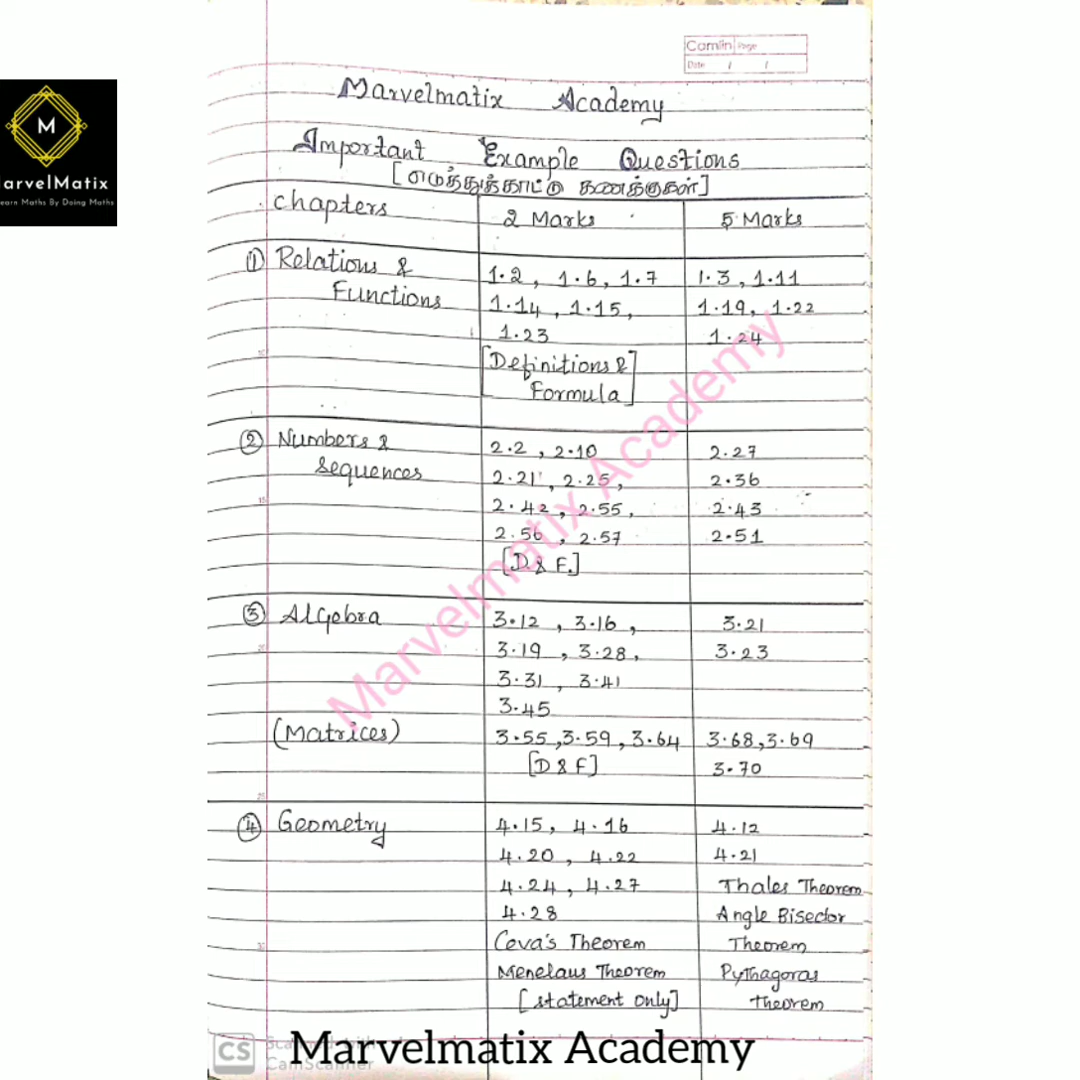 Camlin Page
Date / /
Marvelmatix Academy
M
MarvelMatix
Learn Maths By Doing Maths
Important Example Questions
[எடுத்துக்காட்டு கணக்குகள்]
Chapters 2 Marks 5 Marks
① Relations & 1.2, 1.6, 1.7 1.3, 1.11
Functions 1.14, 1.15, 1.19, 1.22
1.23 1.24
[Definitions &
Formula]
② Numbers & 2.2, 2.10 2.27
Sequences 2.21, 2.25, 2.36
2.42, 2.55, 2.43
2.56, 2.57 2.51
[D & F.]
③ Algebra 3.12, 3.16, 3.21
3.19, 3.28, 3.23
3.31, 3.41
3.45
(Matrices) 3.55, 3.59, 3.64 3.68, 3.69
[D & F] 3.70
④ Geometry 4.15, 4.16 4.12
4.20, 4.22 4.21
4.24, 4.27 Thales Theorem
4.28 Angle Bisector
Ceva's Theorem Theorem
Menelaus Theorem Pythagoras
[statement only] theorem
Marvelmatix Academy
CS
CamScanner
Marvelmatix Academy